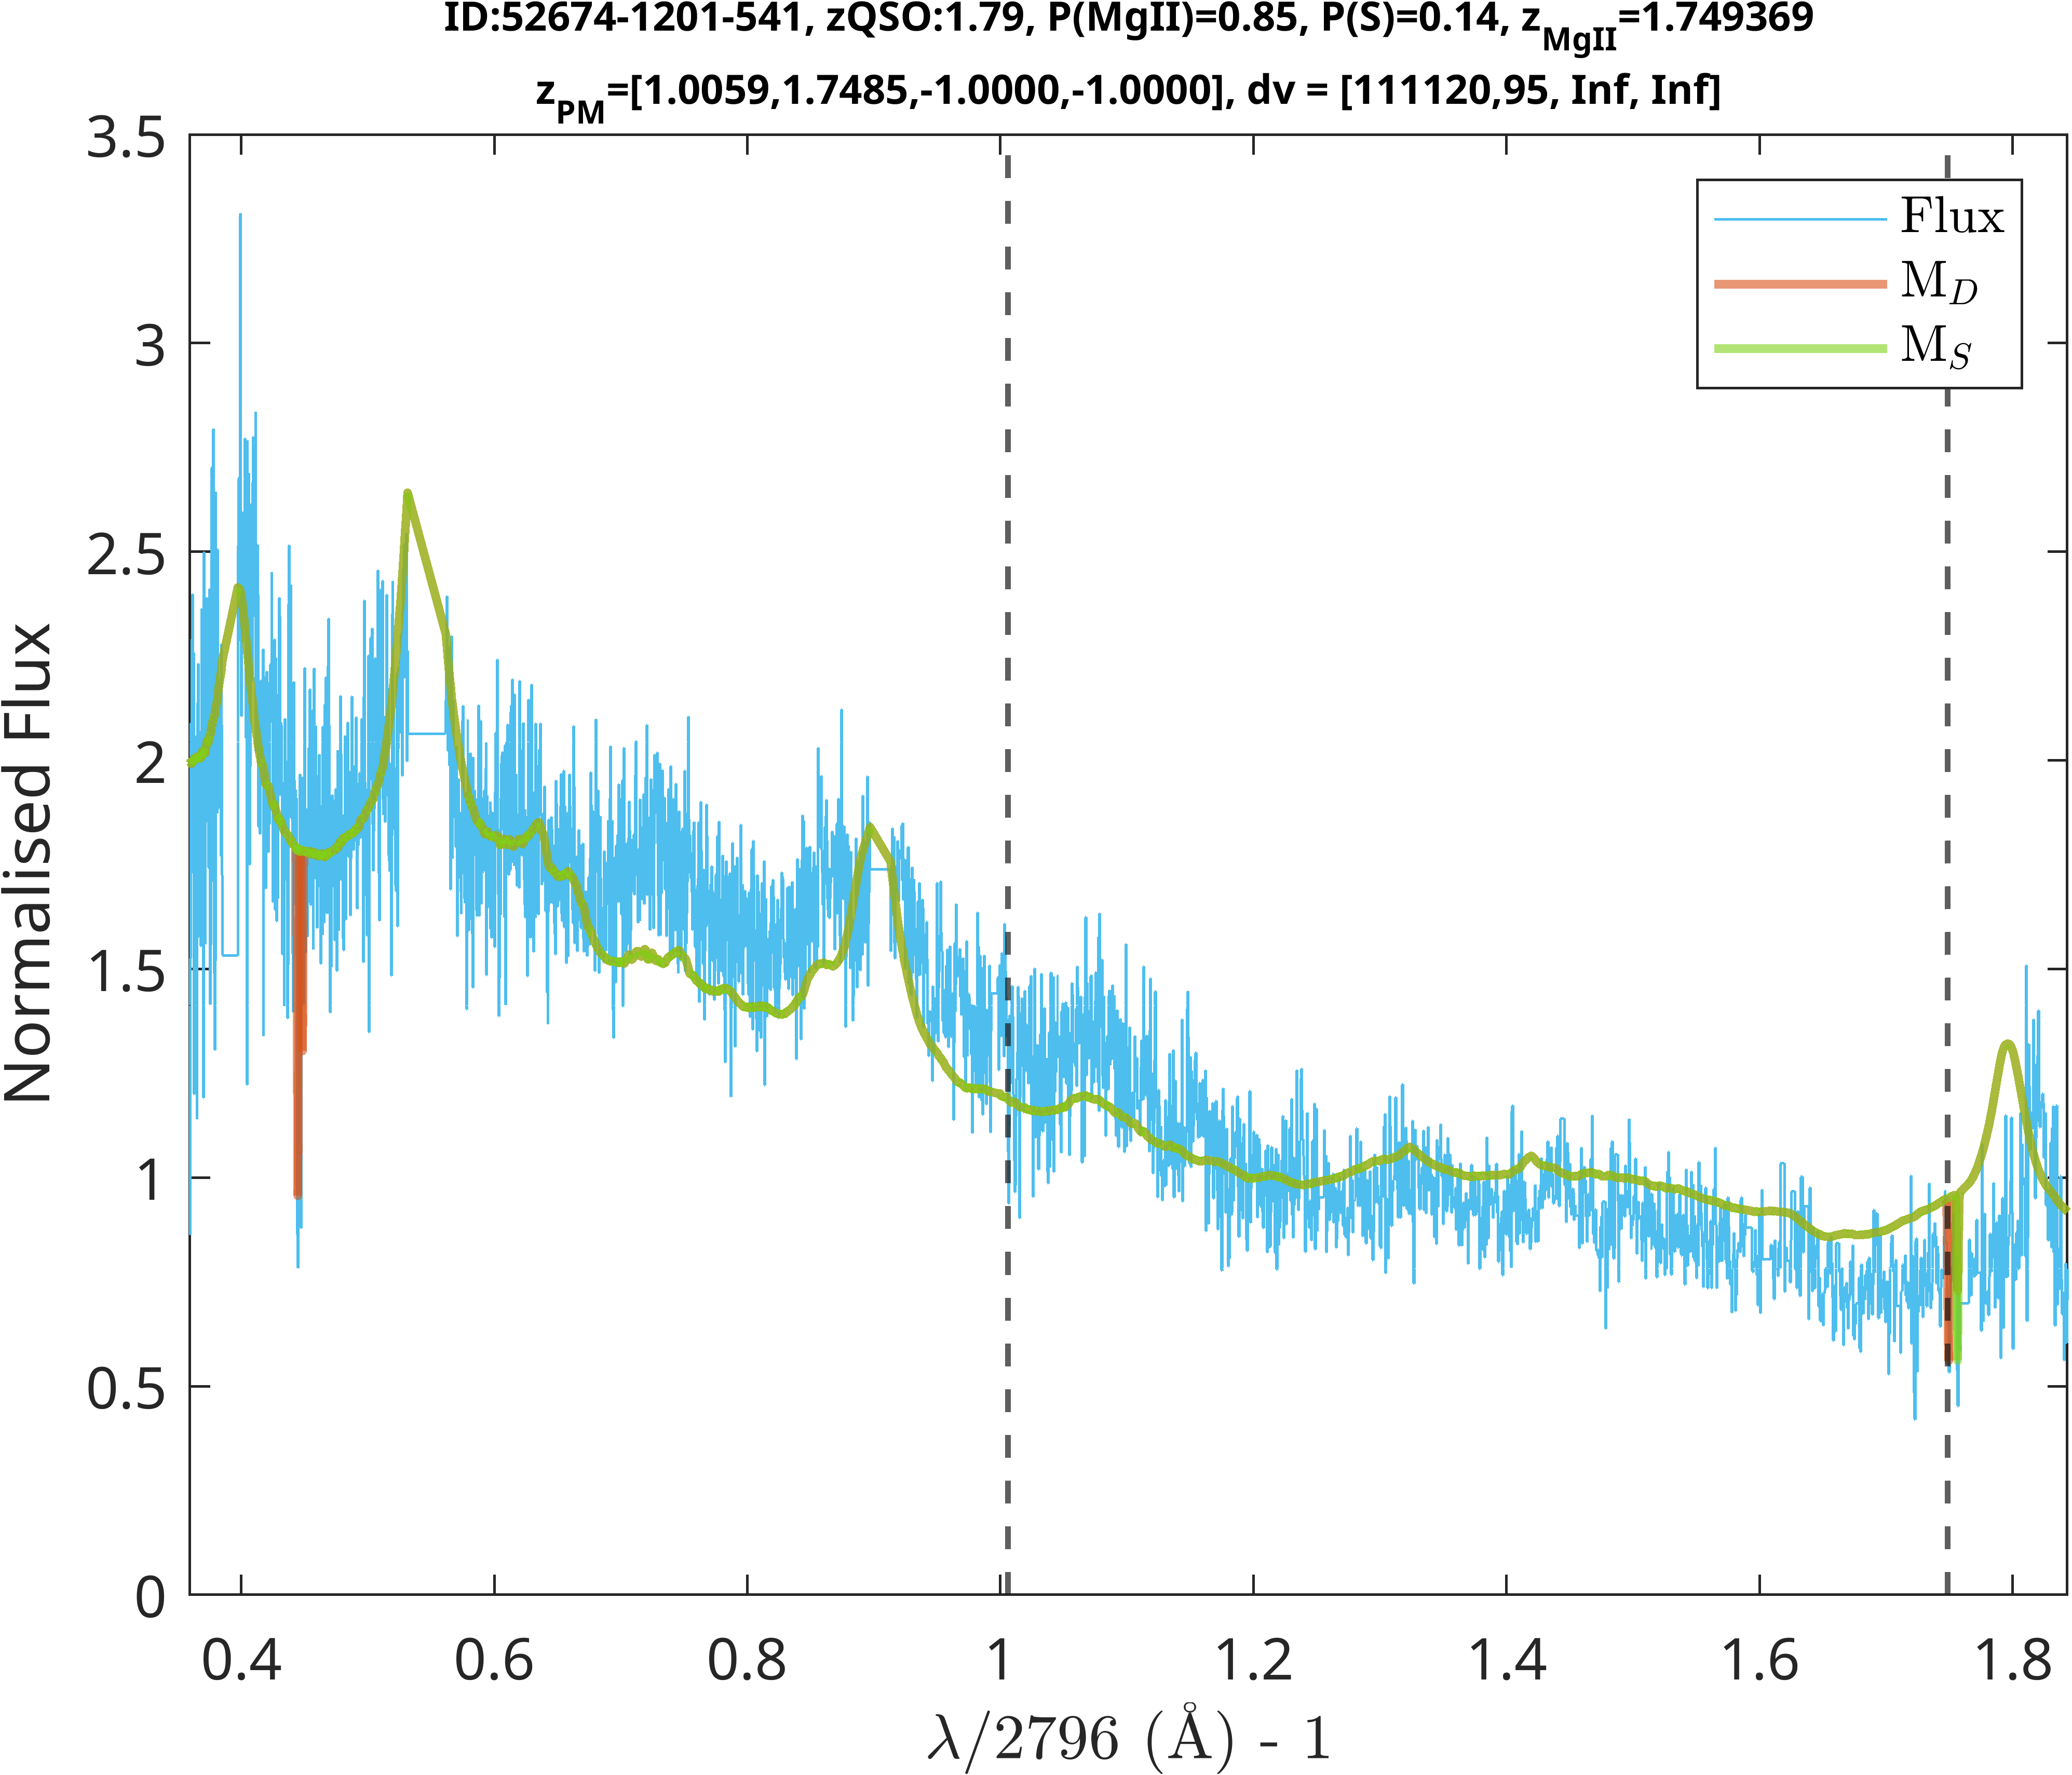 ID:52674-1201-541, zQSO:1.79, P(MgII)=0.85, P(S)=0.14, zMgII=1.749369
zPM=[1.0059,1.7485,-1.0000,-1.0000], dv = [111120,95, Inf, Inf]
3.5
3
2.5
2
1.5
1
0.5
0
Normalised Flux
Flux
MD
MS
0.4 0.6 0.8 1 1.2 1.4 1.6 1.8
λ/2796 (Å) - 1